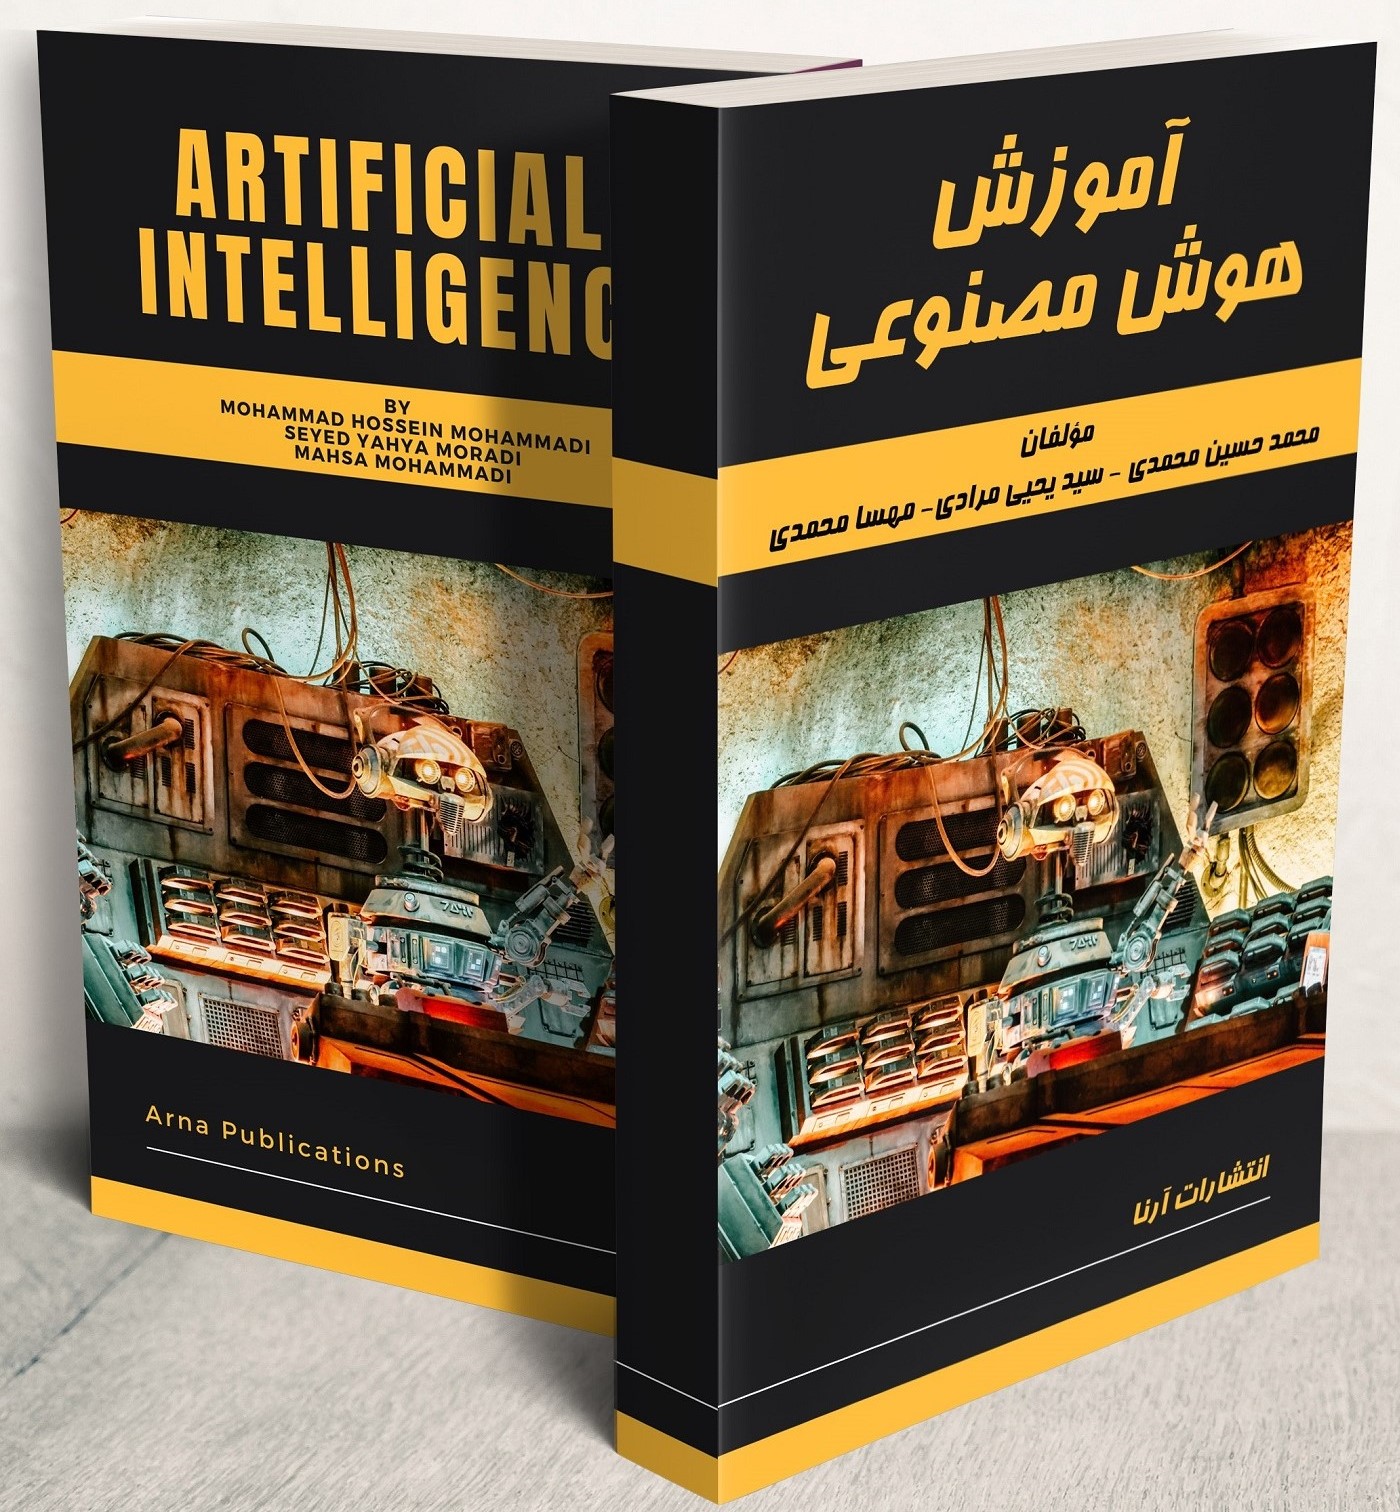 ARTIFICIAL
INTELLIGENC
BY
MOHAMMAD HOSSEIN MOHAMMADI
SEYED YAHYA MORADI
MAHSA MOHAMMADI
Arna Publications
آموزش
هوش مصنوعی
مؤلفان
محمد حسین محمدی - سید یحیی مرادی- مهسا محمدی
انتشارات آرنا